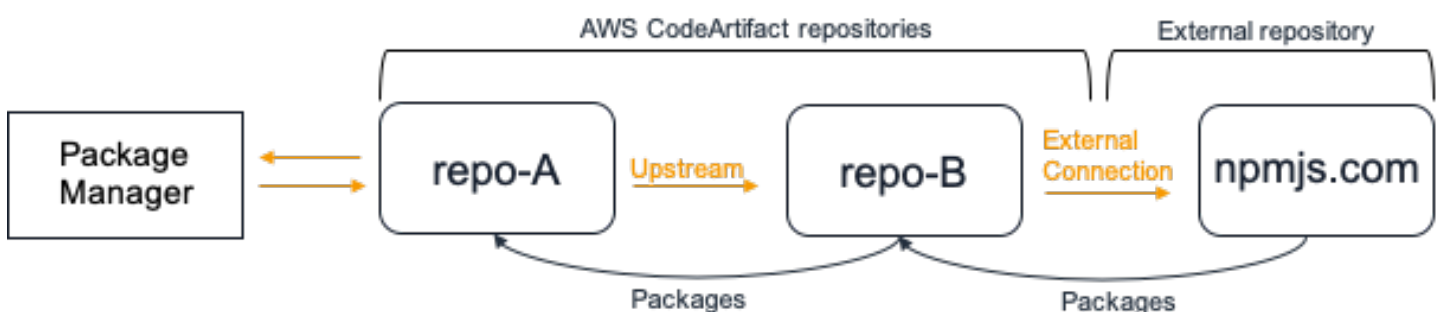 AWS CodeArtifact repositories
External repository
Package
Manager
repo-A
Upstream
repo-B
External
Connection
npmjs.com
Packages
Packages